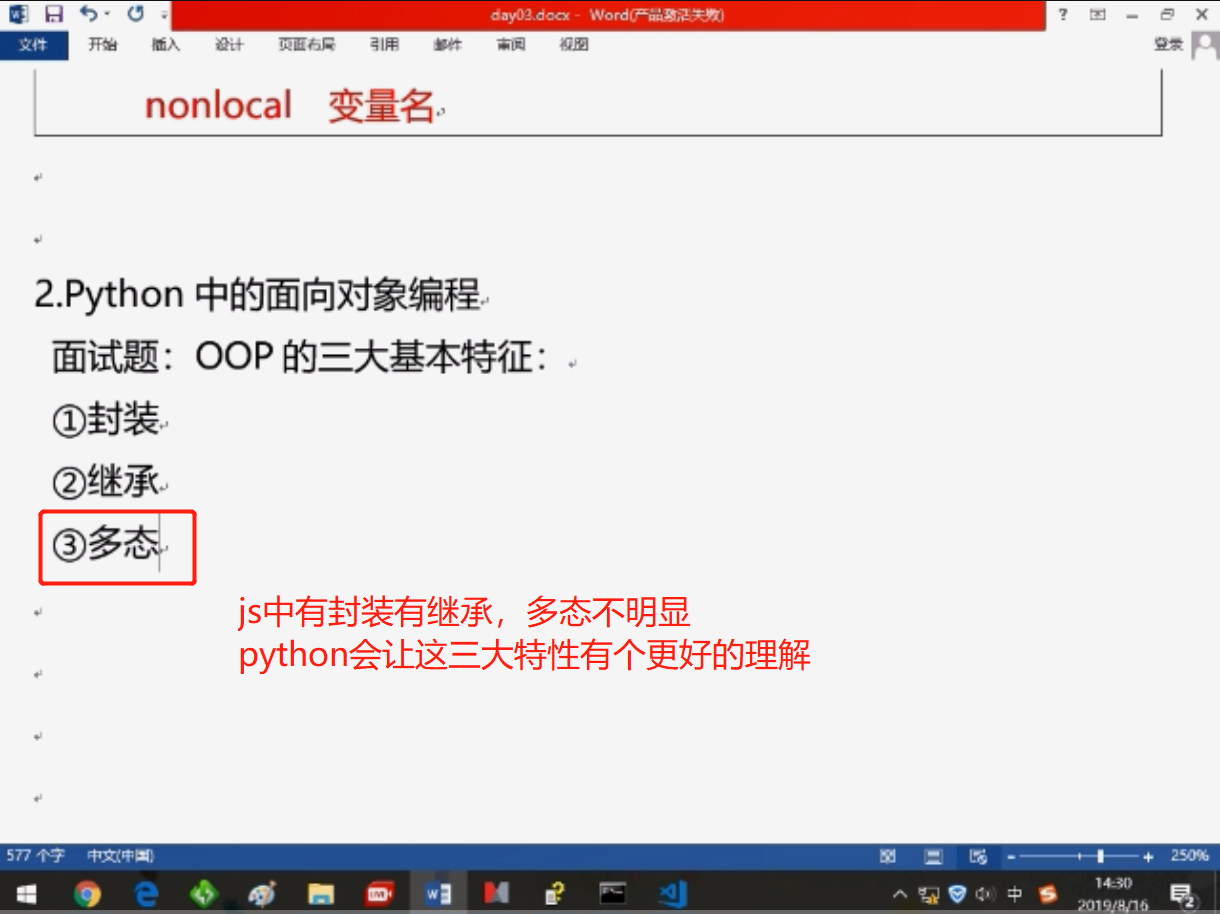 day03.docx - Word(产品激活失败)
文件 开始 插入 设计 页面布局 引用 邮件 审阅 视图 登录
nonlocal 变量名
2.Python 中的面向对象编程
面试题：OOP 的三大基本特征：
①封装
②继承
③多态
js中有封装有继承，多态不明显
python会让这三大特性有个更好的理解
577 个字 中文(中国) 250%
中 14:30
2019/8/16 2